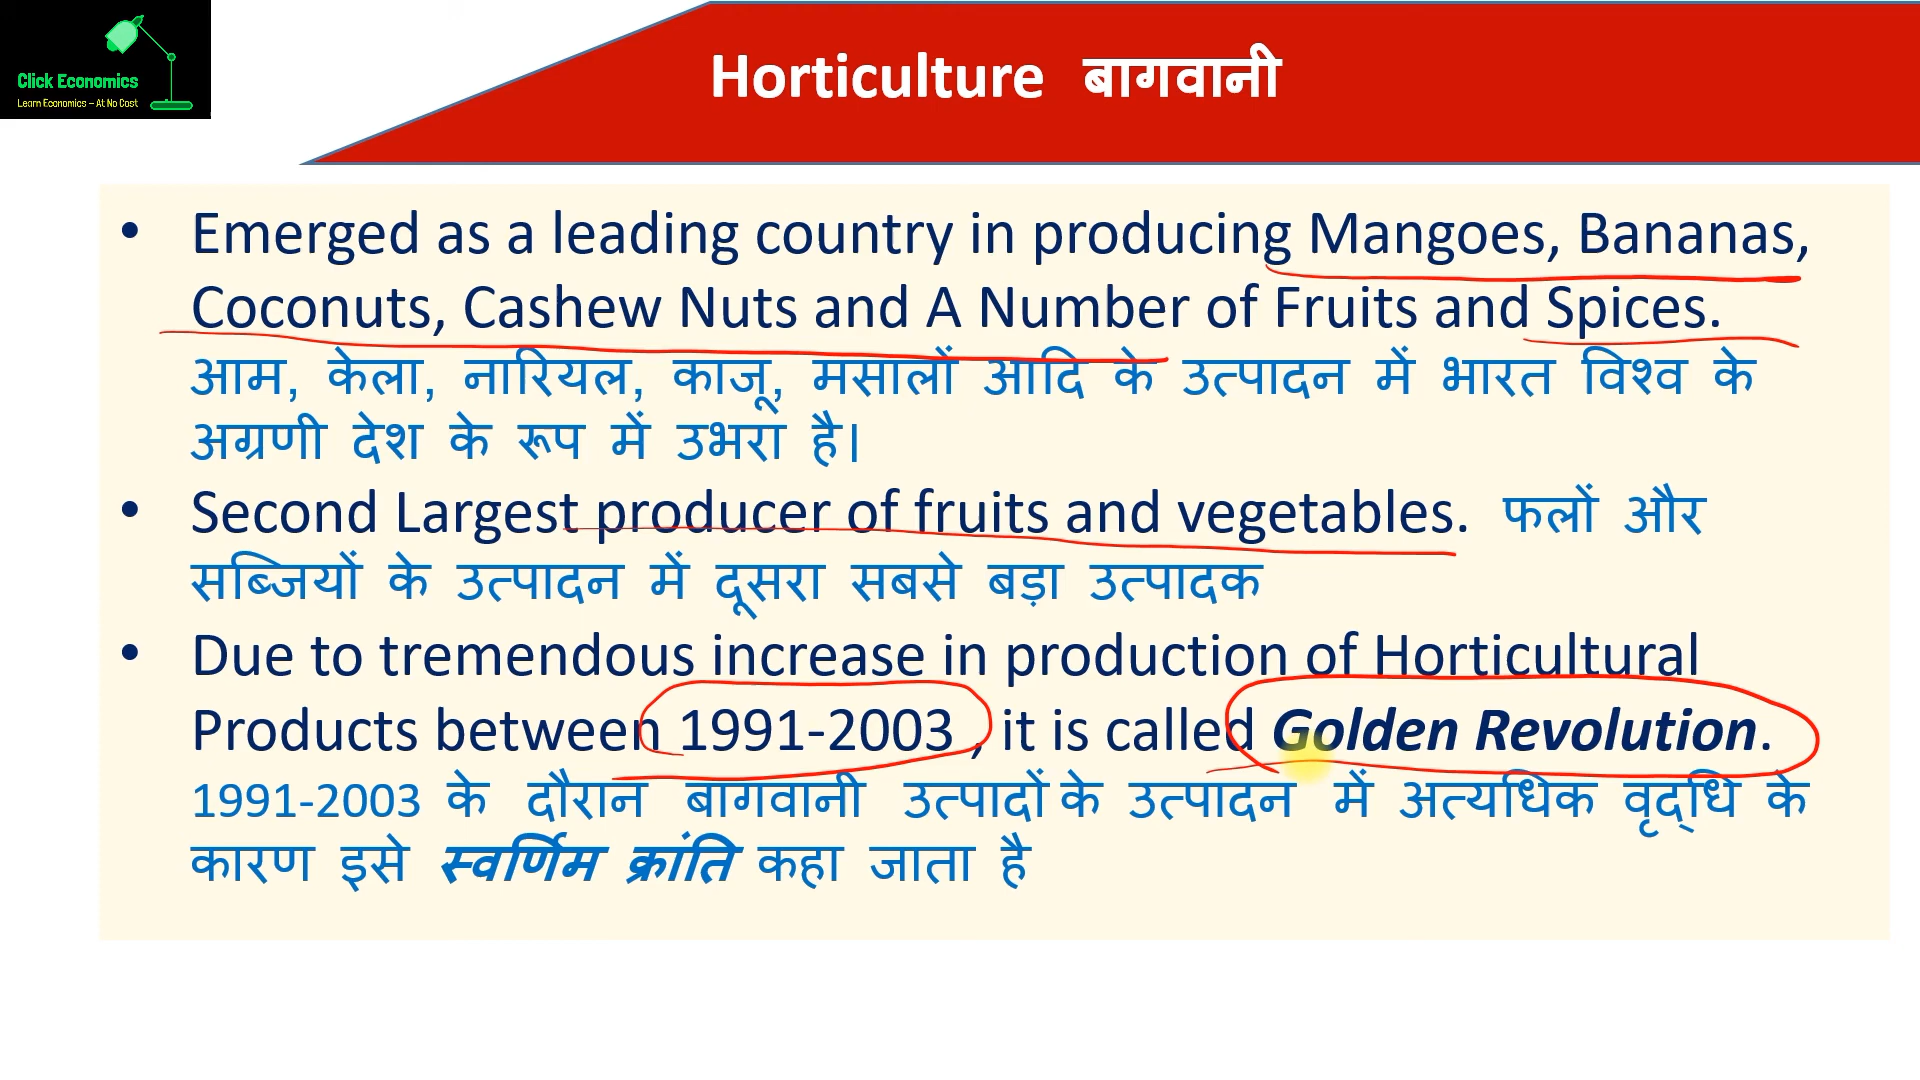 Click Economics
Learn Economics – At No Cost
Horticulture बागवानी
• Emerged as a leading country in producing Mangoes, Bananas,
Coconuts, Cashew Nuts and A Number of Fruits and Spices.
आम, केला, नारियल, काजू, मसालों आदि के उत्पादन में भारत विश्व के
अग्रणी देश के रूप में उभरा है।
• Second Largest producer of fruits and vegetables. फलों और
सब्जियों के उत्पादन में दूसरा सबसे बड़ा उत्पादक
• Due to tremendous increase in production of Horticultural
Products between 1991-2003 , it is called Golden Revolution.
1991-2003 के दौरान बागवानी उत्पादों के उत्पादन में अत्यधिक वृद्धि के
कारण इसे स्वर्णिम क्रांति कहा जाता है